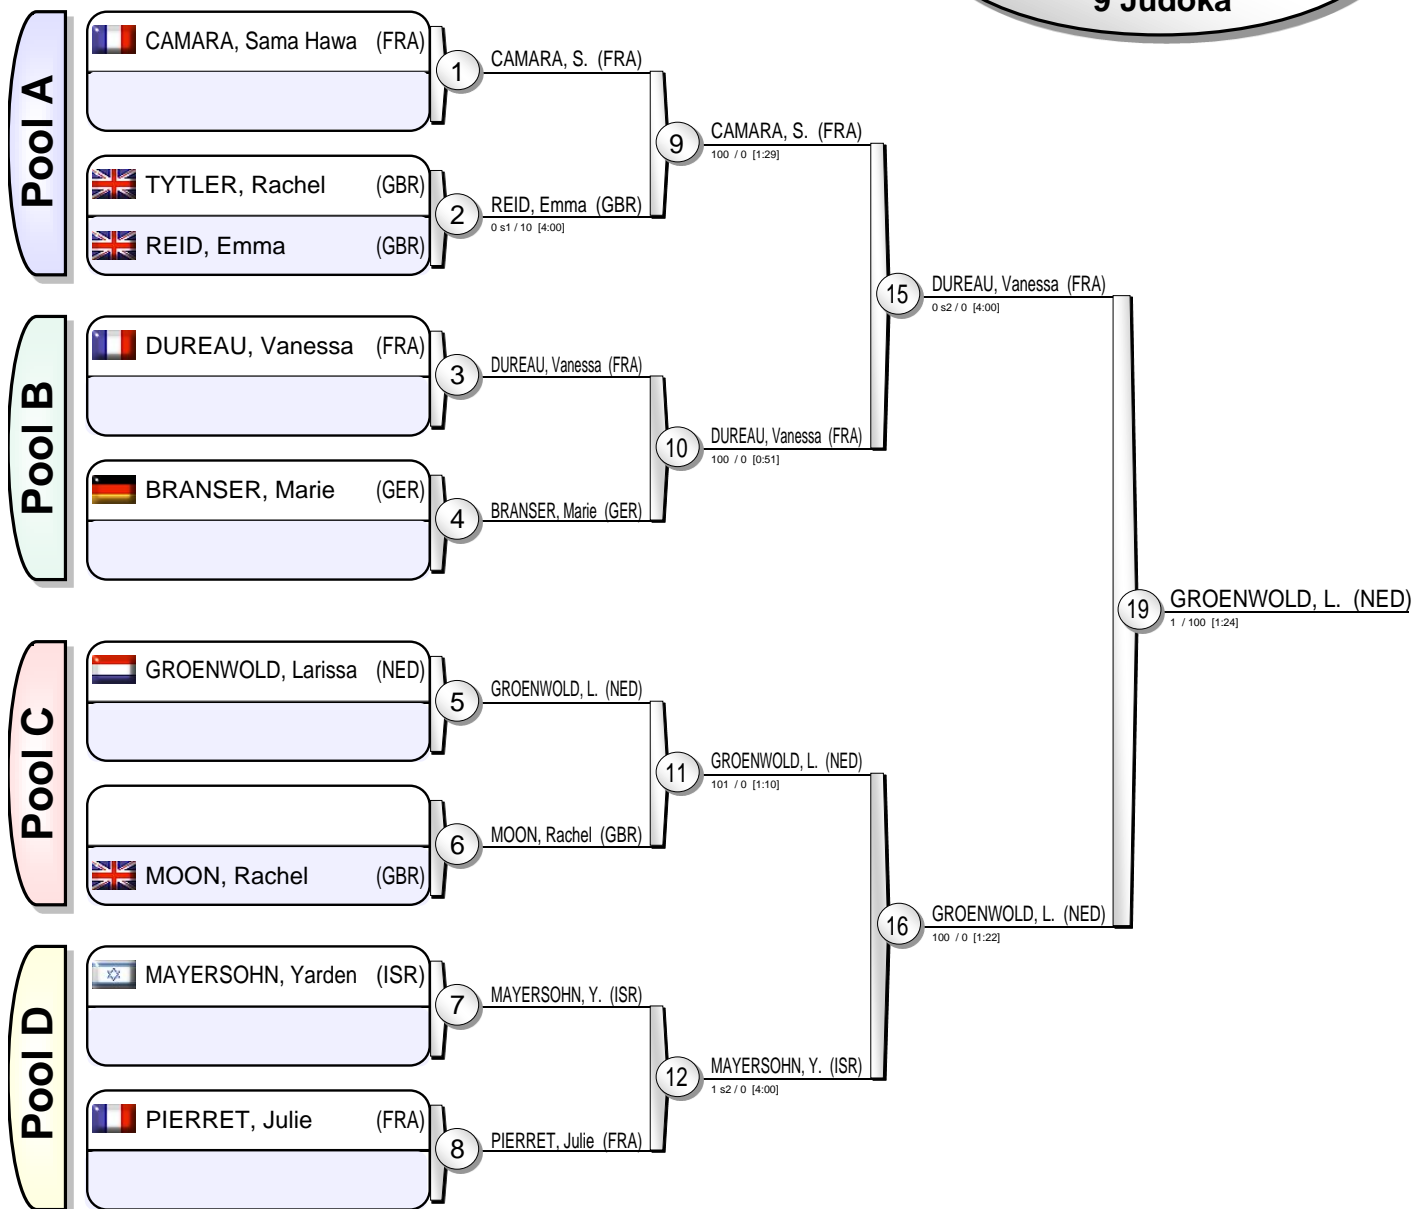 9 Judoka
Pool A
CAMARA, Sama Hawa (FRA)
1
CAMARA, S. (FRA)
TYTLER, Rachel (GBR)
REID, Emma (GBR)
2
REID, Emma (GBR)
0 s1 / 10 [4:00]
9
CAMARA, S. (FRA)
100 / 0 [1:29]
Pool B
DUREAU, Vanessa (FRA)
3
DUREAU, Vanessa (FRA)
BRANSER, Marie (GER)
4
BRANSER, Marie (GER)
10
DUREAU, Vanessa (FRA)
100 / 0 [0:51]
15
DUREAU, Vanessa (FRA)
0 s2 / 0 [4:00]
Pool C
GROENWOLD, Larissa (NED)
5
GROENWOLD, L. (NED)
MOON, Rachel (GBR)
6
MOON, Rachel (GBR)
11
GROENWOLD, L. (NED)
101 / 0 [1:10]
Pool D
MAYERSOHN, Yarden (ISR)
7
MAYERSOHN, Y. (ISR)
PIERRET, Julie (FRA)
8
PIERRET, Julie (FRA)
12
MAYERSOHN, Y. (ISR)
1 s2 / 0 [4:00]
16
GROENWOLD, L. (NED)
100 / 0 [1:22]
19
GROENWOLD, L. (NED)
1 / 100 [1:24]